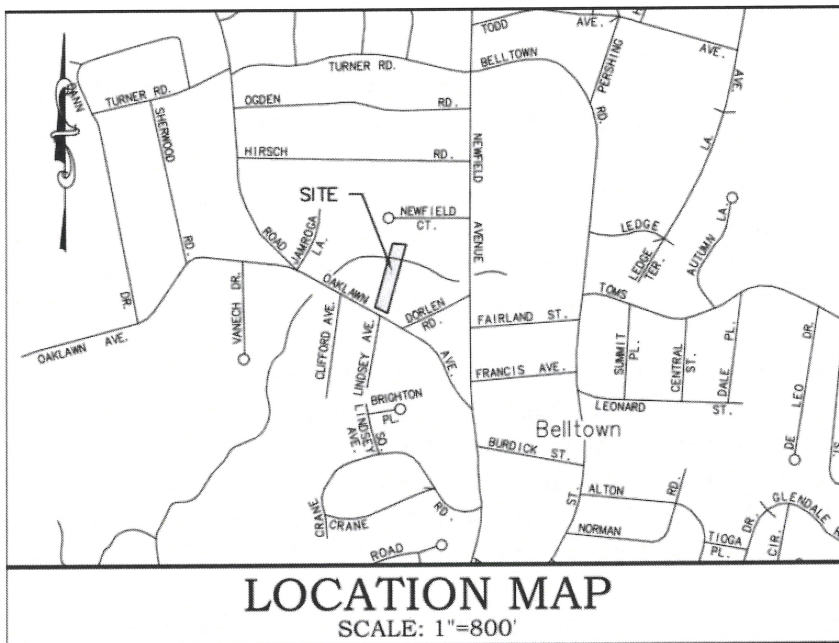 TODD AVE.
AVE.
TURNER RD.
BELLTOWN
PERSHING RD.
AVE.
DANN
TURNER RD.
OGDEN RD.
SHERWOOD RD.
HIRSCH RD.
NEWFIELD AVENUE
LA.
SITE
NEWFIELD CT.
ROAD
JAMROGA LA.
LEDGE
LEDGE TER.
AUTUMN LA.
OAKLAWN AVE.
DORLEN RD.
TOMS
DR.
VANECH DR.
CLIFFORD AVE.
LINDSEY AVE.
FAIRLAND ST.
SUMMIT PL.
CENTRAL ST.
DALE PL.
OAKLAWN AVE.
FRANCIS AVE.
DE LEO DR.
BRIGHTON PL.
LEONARD ST.
LINDSEY AVE. SO.
Belltown
BURDICK ST.
ST.
CRANE
CRANE RD.
ALTON RD.
NORMAN
GLENDALE R
DR.
CIR.
TIOGA PL.
ST.
ROAD
LOCATION MAP
SCALE: 1"=800'